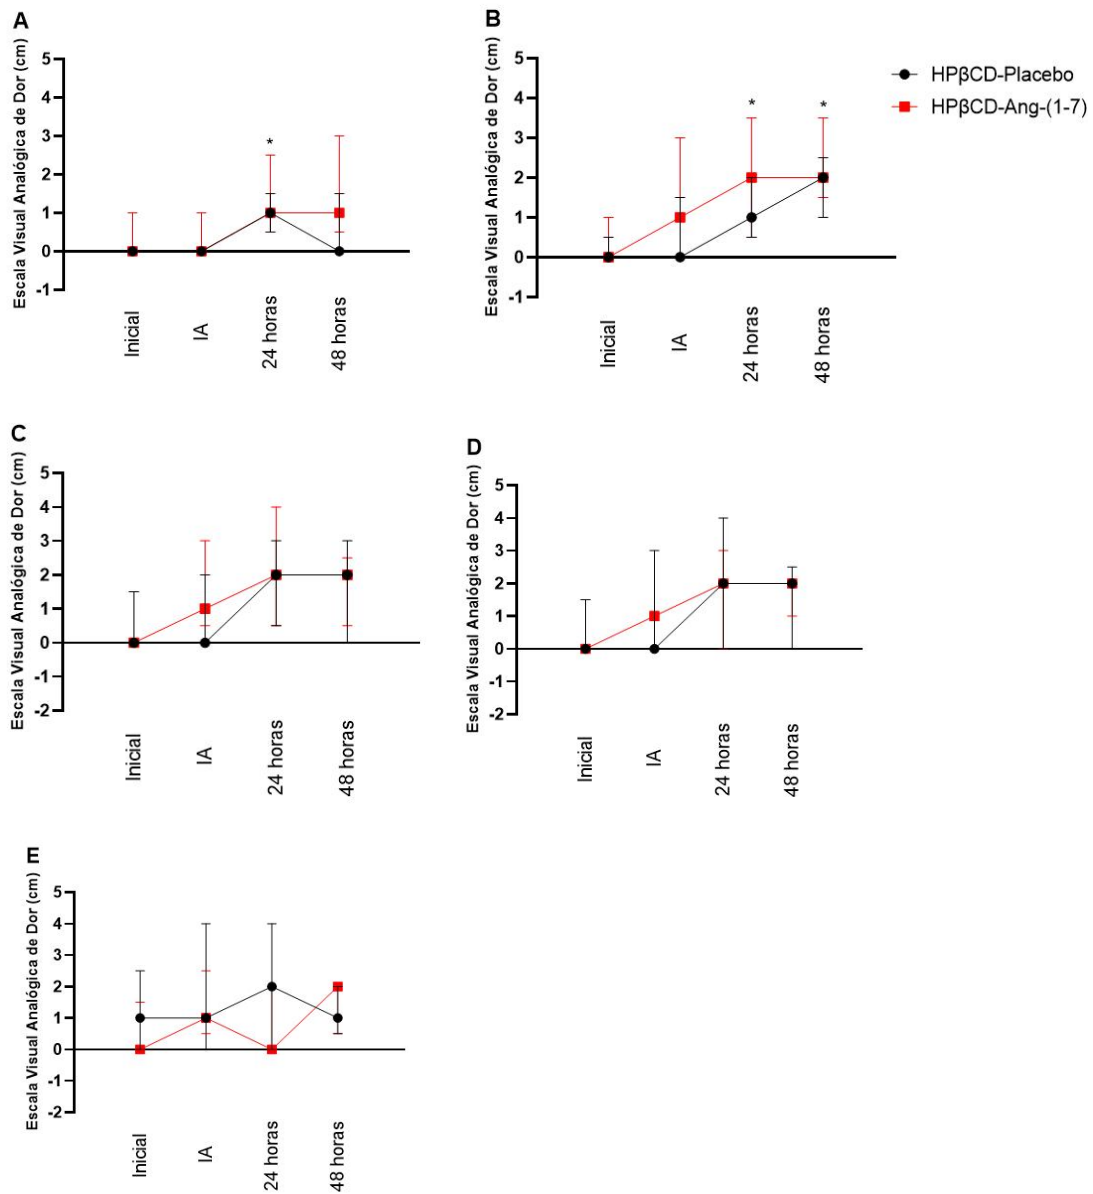 A
Escala Visual Analógica de Dor (cm)
5
4
3
2
1
0
-1
*
Inicial
IA
24 horas
48 horas
B
Escala Visual Analógica de Dor (cm)
5
4
3
2
1
0
-1
*
*
Inicial
IA
24 horas
48 horas
HPβCD-Placebo
HPβCD-Ang-(1-7)
C
Escala Visual Analógica de Dor (cm)
5
4
3
2
1
0
-1
-2
Inicial
IA
24 horas
48 horas
D
Escala Visual Analógica de Dor (cm)
5
4
3
2
1
0
-1
-2
Inicial
IA
24 horas
48 horas
E
Escala Visual Analógica de Dor (cm)
5
4
3
2
1
0
-1
-2
Inicial
IA
24 horas
48 horas